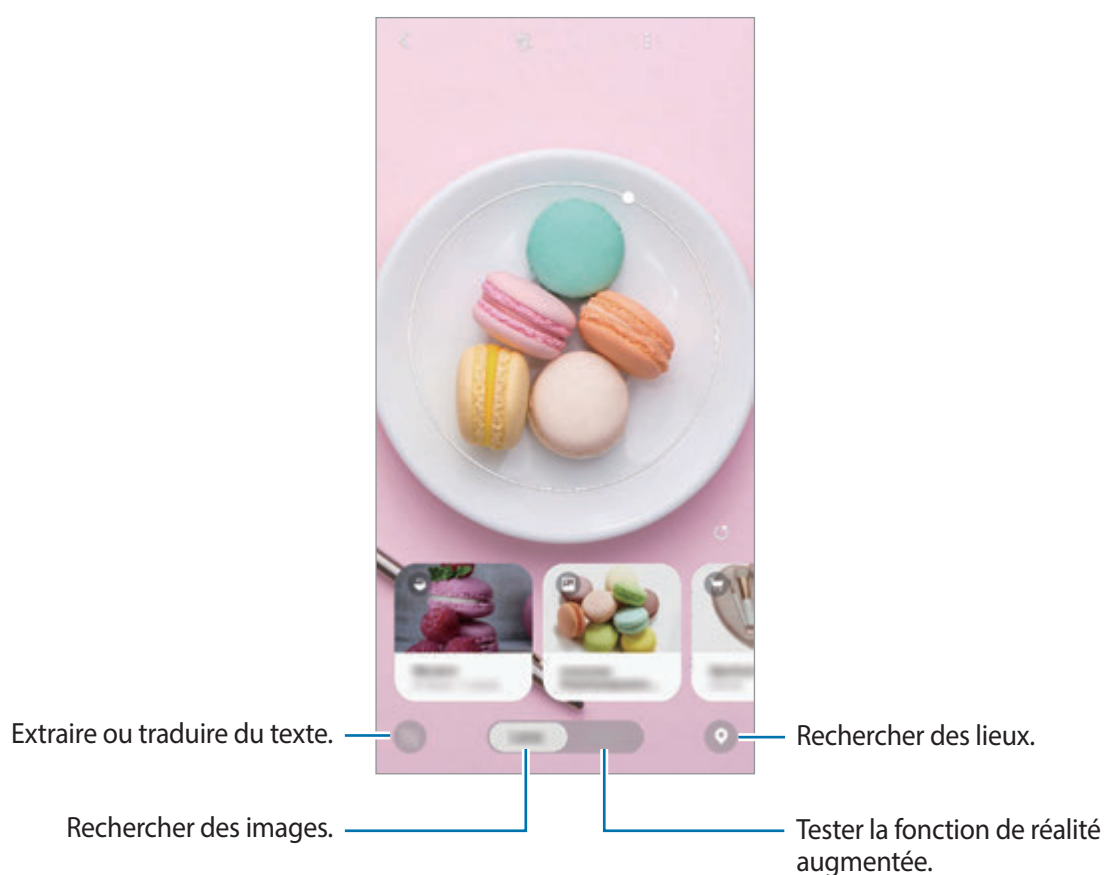 Extraire ou traduire du texte.
Rechercher des lieux.
Rechercher des images.
Tester la fonction de réalité
augmentée.